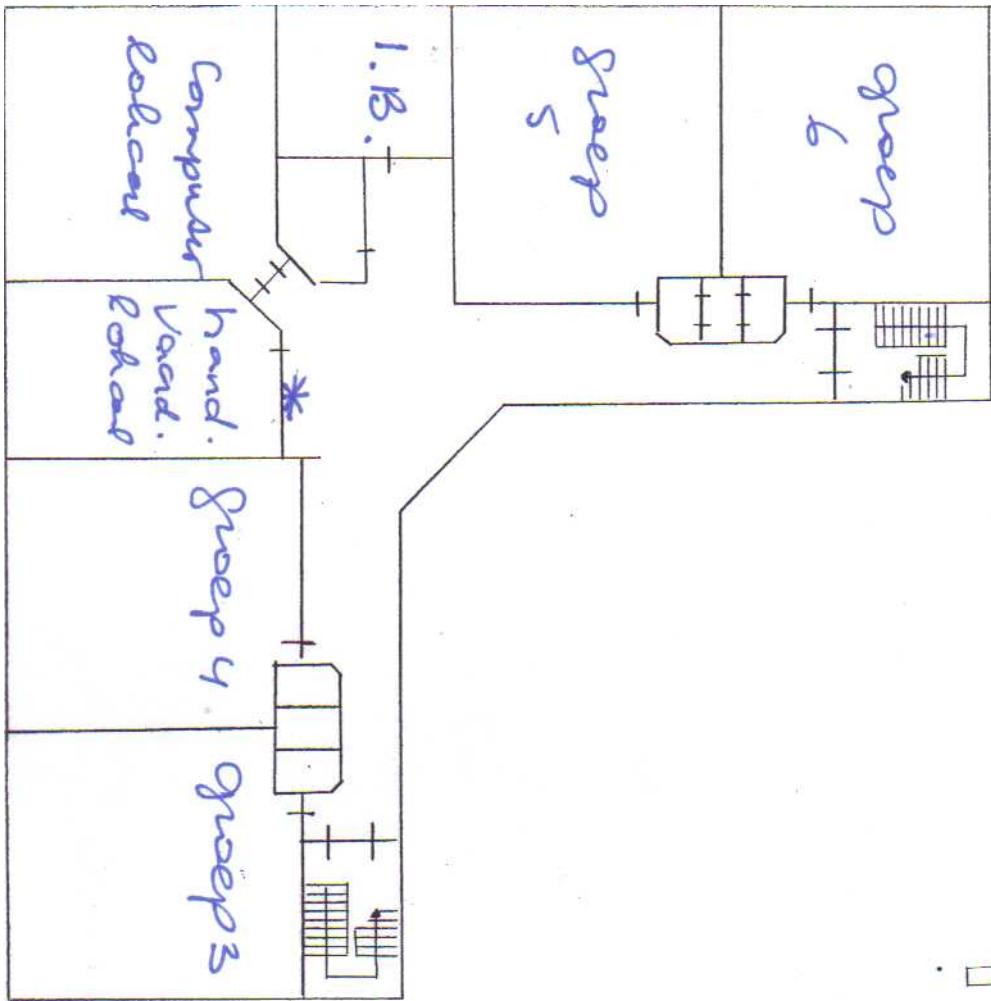 groep
6
groep
5
I.B.
Computer
lokaal
hand.
vaard.
lokaal
groep 4
groep 3